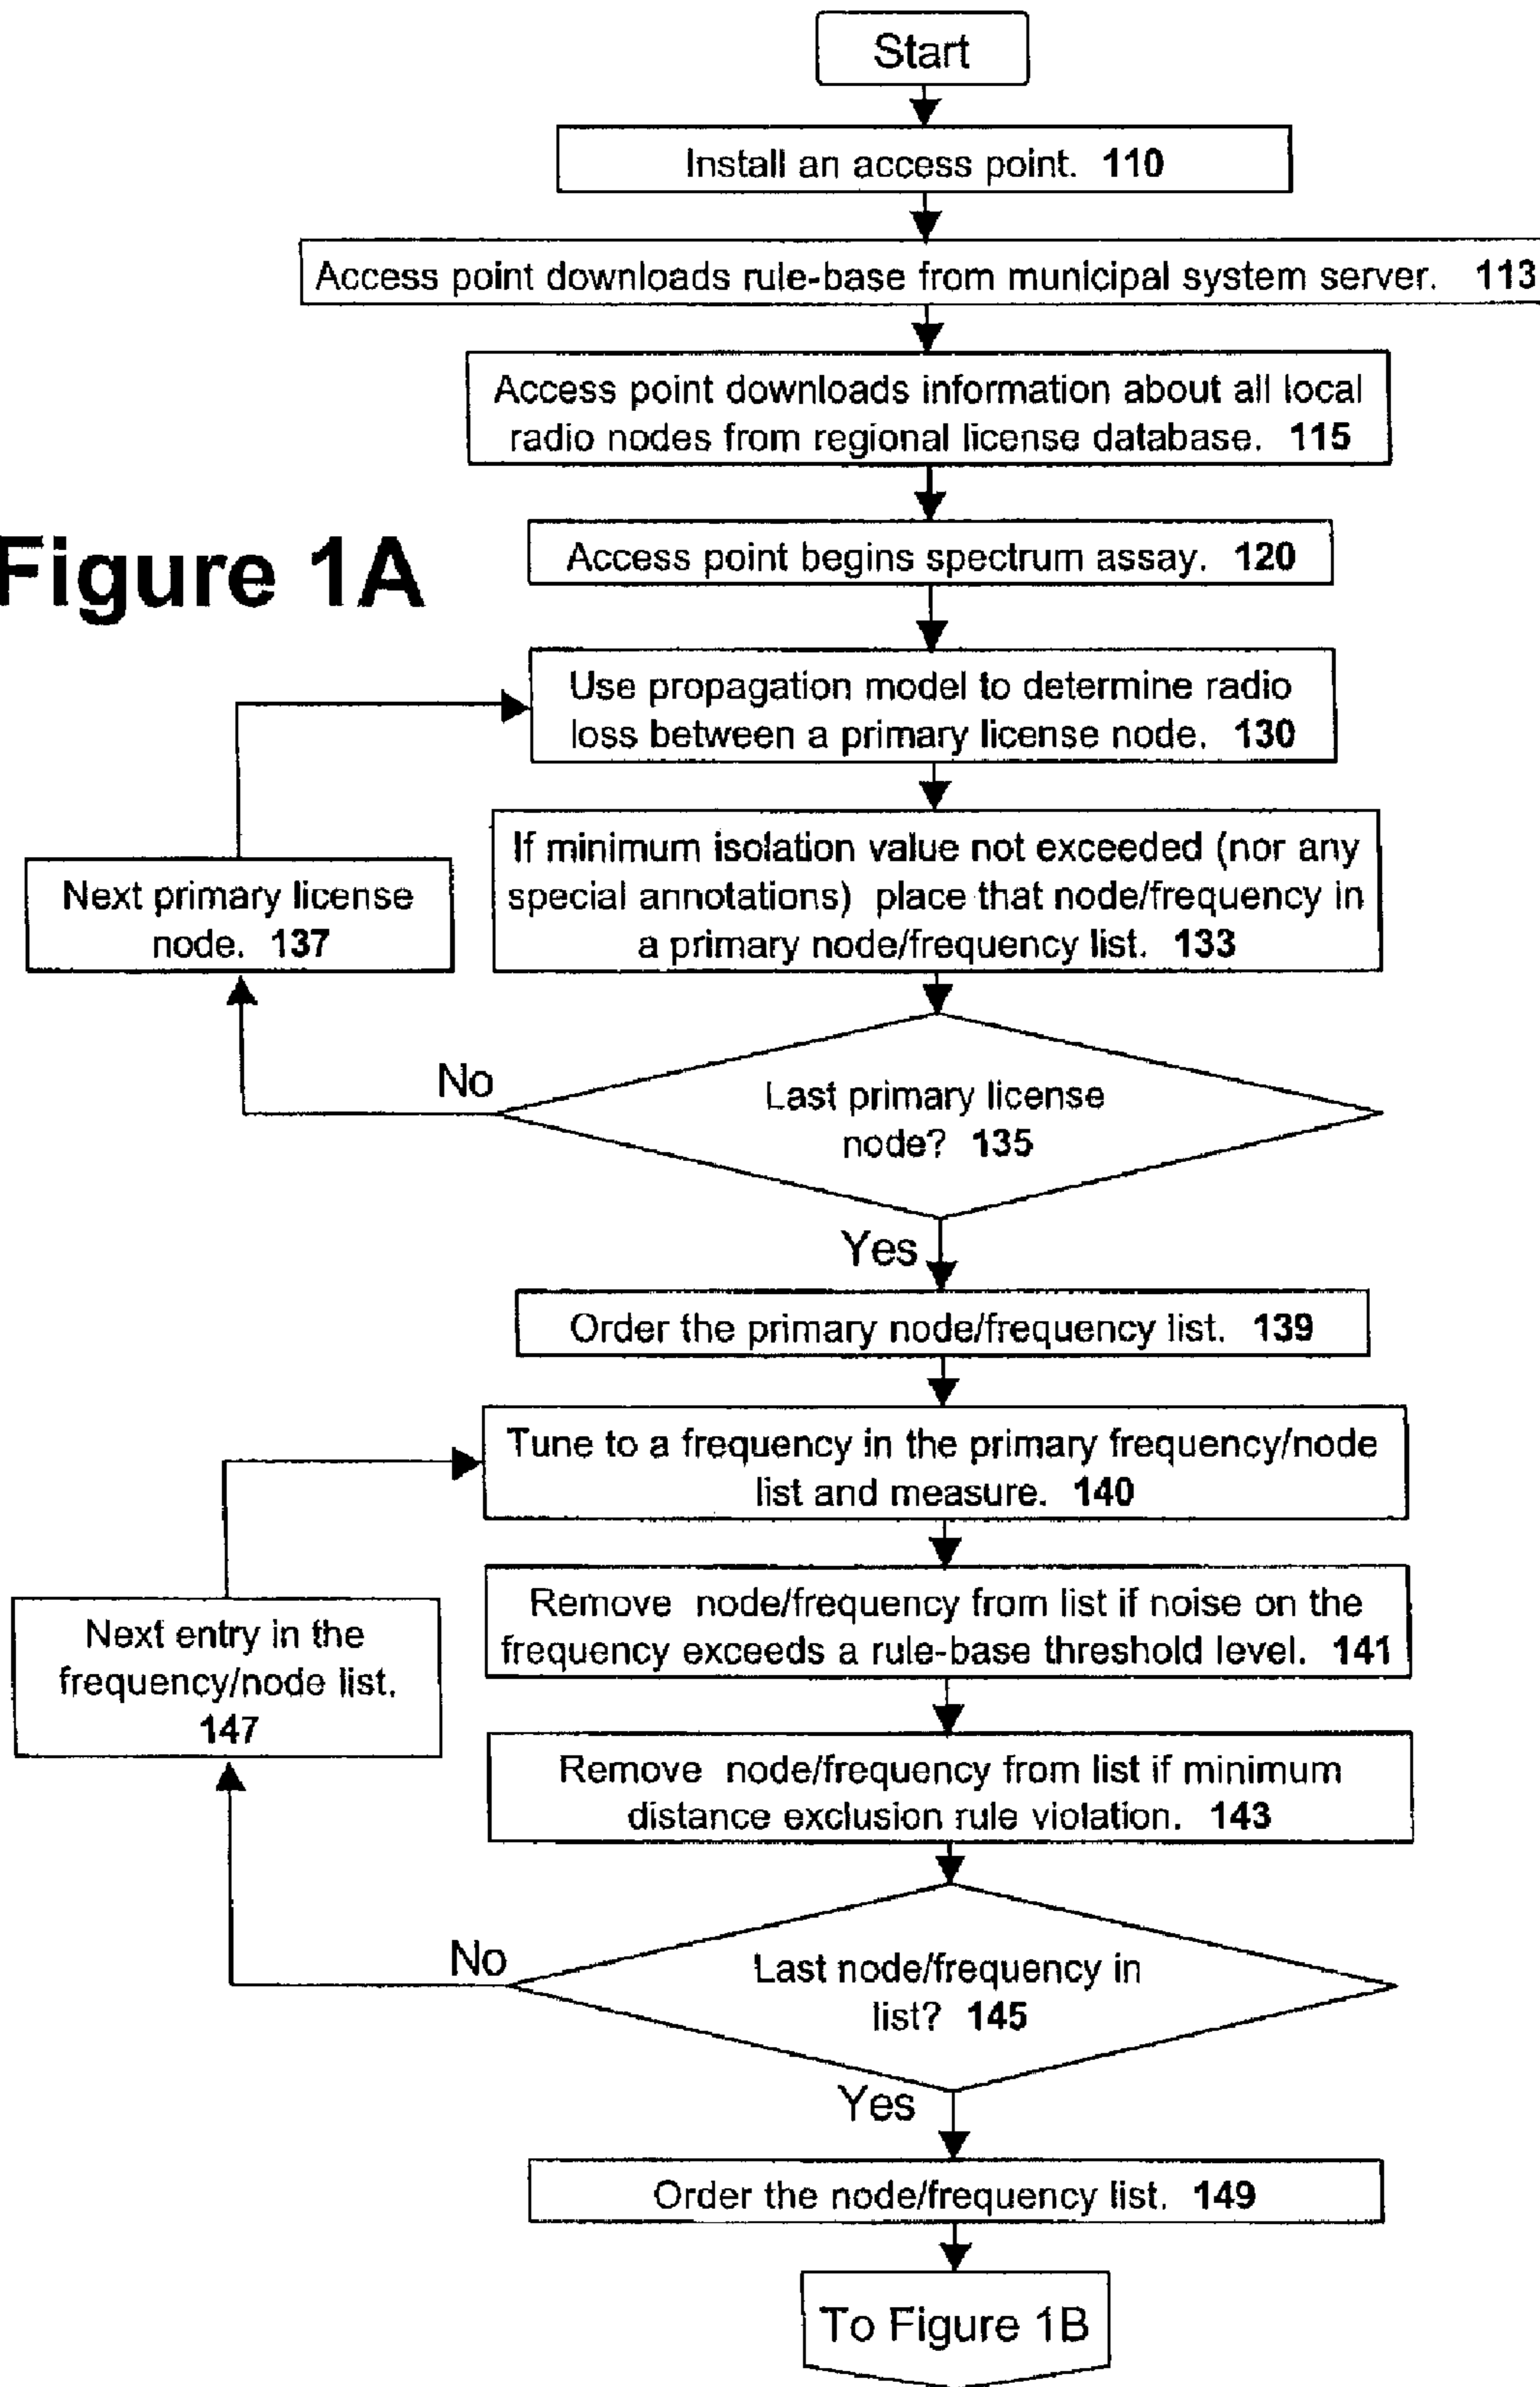 Start
Install an access point. 110
Access point downloads rule-base from municipal system server. 113
Access point downloads information about all local
radio nodes from regional license database. 115
Figure 1A
Access point begins spectrum assay. 120
Use propagation model to determine radio
loss between a primary license node. 130
If minimum isolation value not exceeded (nor any
special annotations) place that node/frequency in
a primary node/frequency list. 133
Next primary license
node. 137
No
Last primary license
node? 135
Yes
Order the primary node/frequency list. 139
Tune to a frequency in the primary frequency/node
list and measure. 140
Remove node/frequency from list if noise on the
frequency exceeds a rule-base threshold level. 141
Next entry in the
frequency/node list.
147
Remove node/frequency from list if minimum
distance exclusion rule violation. 143
No
Last node/frequency in
list? 145
Yes
Order the node/frequency list. 149
To Figure 1B